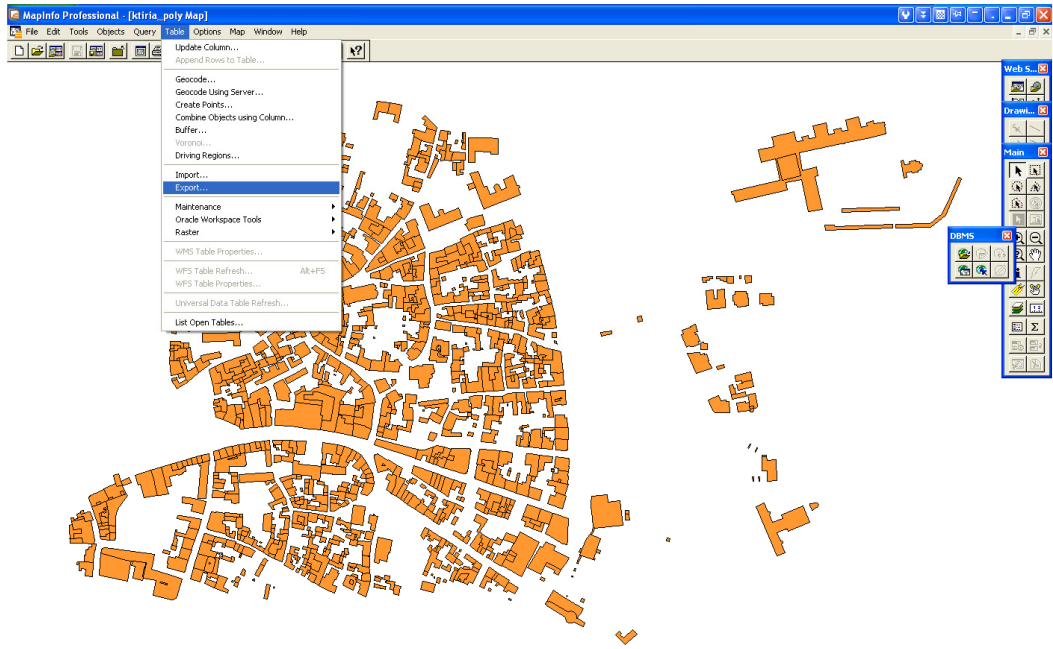 MapInfo Professional - [ktiria_poly Map]
File Edit Tools Objects Query Table Options Map Window Help
Update Column...
Append Rows to Table...
Geocode...
Geocode Using Server...
Create Points...
Combine Objects using Column...
Buffer...
Voronoi...
Driving Regions...
Import...
Export...
Maintenance
Oracle Workspace Tools
Raster
WMS Table Properties...
WFS Table Refresh... Alt+F5
WFS Table Properties...
Universal Data Table Refresh...
List Open Tables...
Web S...
Drawi...
Main
DBMS